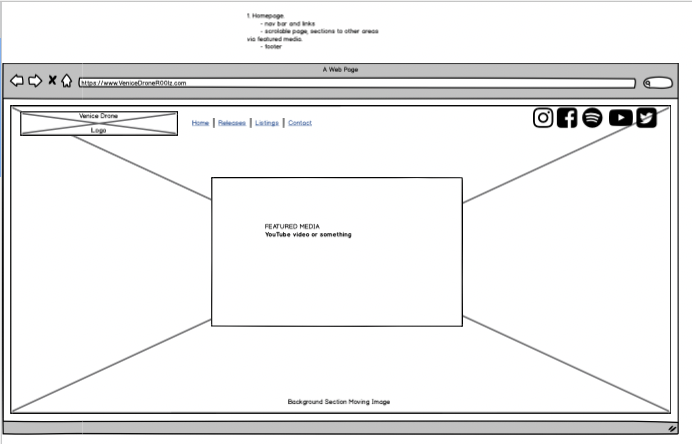 1 Homepage
- nav bar and links
- scrolable page, sections to other areas
via featured media.
- footer
A Web Page
https://www.VeniceDroneR00lz.com
Venice Drone
Logo
Home | Releases | Listings | Contact
FEATURED MEDIA
YouTube video or something
Background Section Moving Image